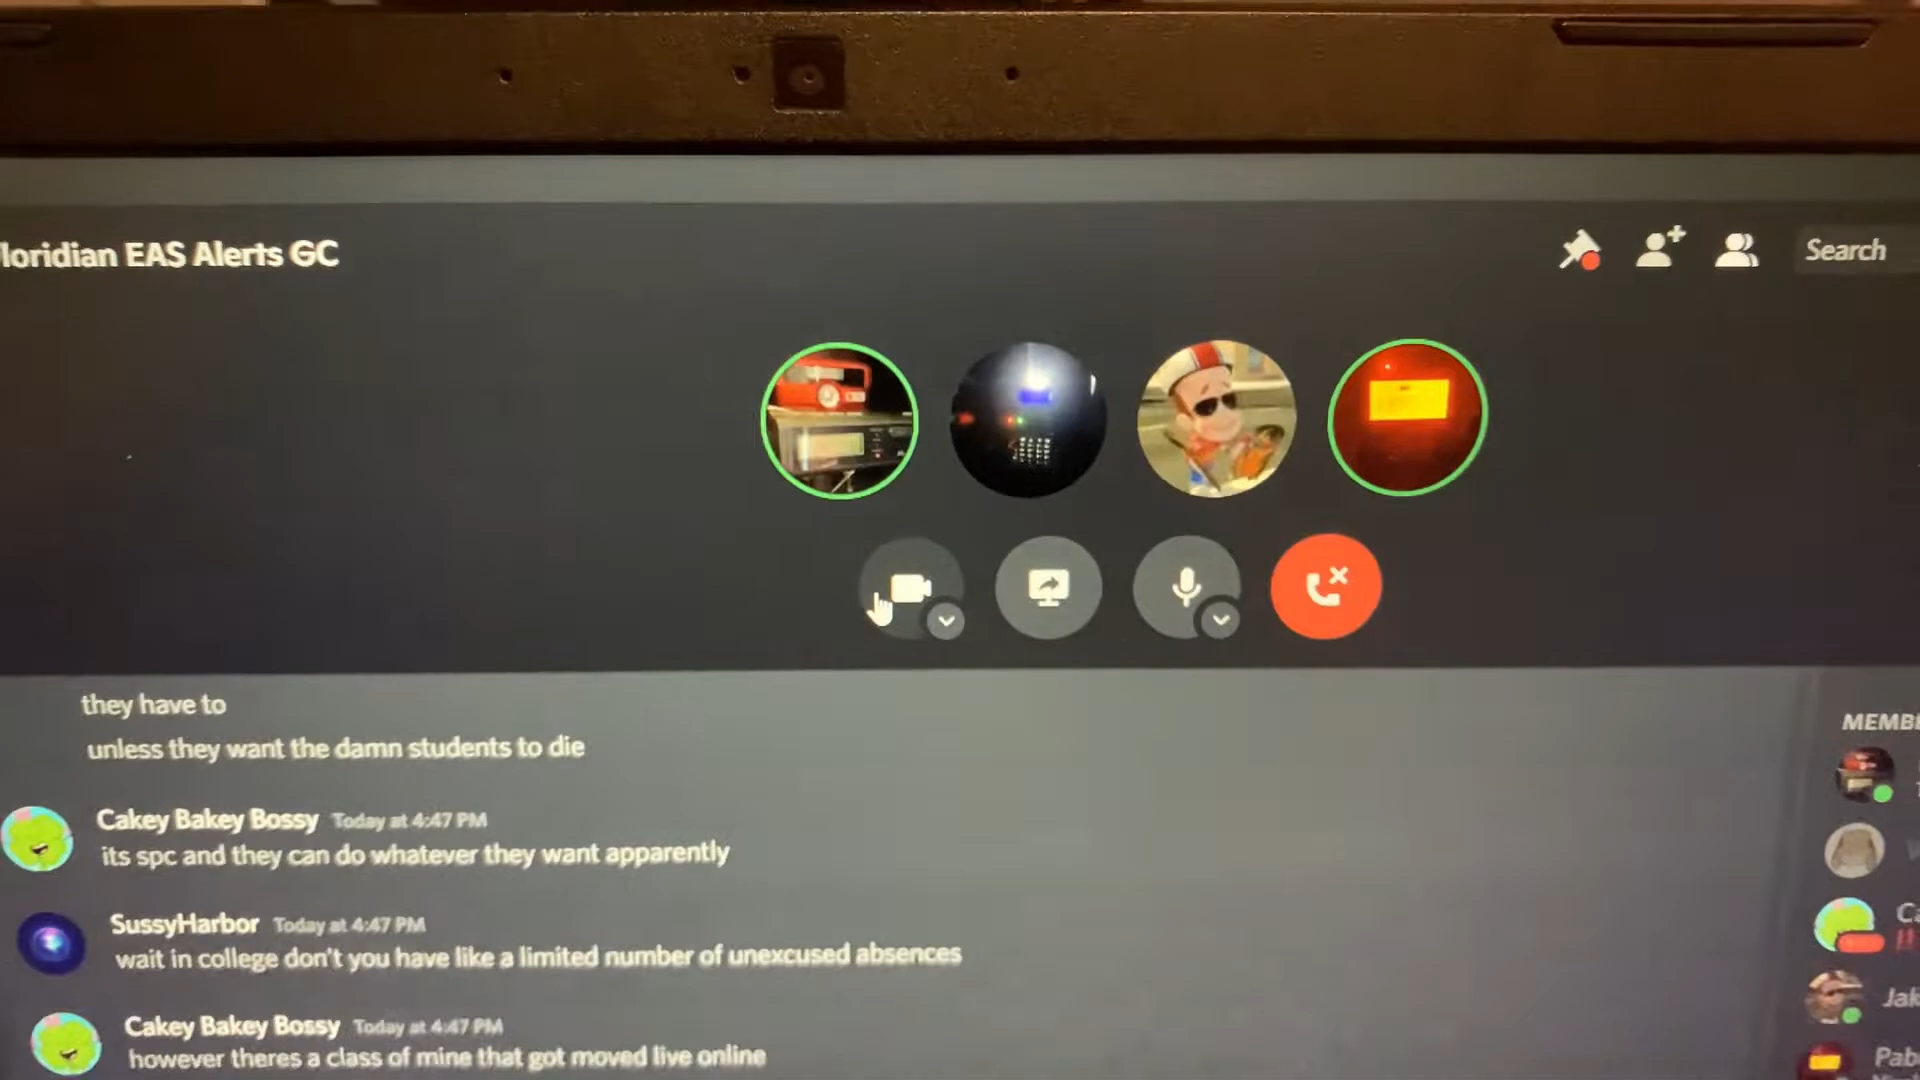 loridian EAS Alerts GC
Search
they have to
unless they want the damn students to die
Cakey Bakey Bossy Today at 4:47 PM
its spc and they can do whatever they want apparently
SussyHarbor Today at 4:47 PM
wait in college don't you have like a limited number of unexcused absences
Cakey Bakey Bossy Today at 4:47 PM
however theres a class of mine that got moved live online
MEMB
Ca
!!
Jak
Pab